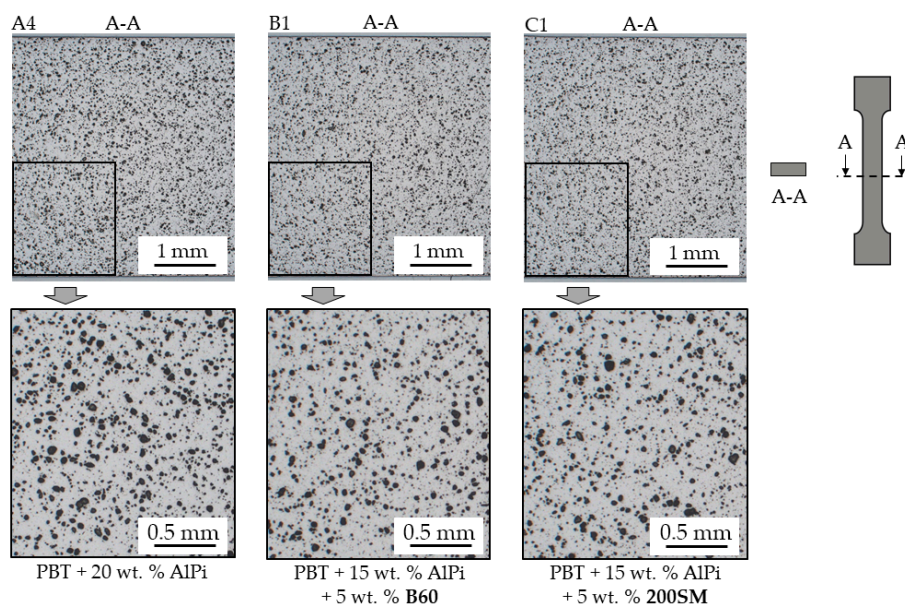 A4 A-A B1 A-A C1 A-A
1 mm 1 mm 1 mm
A A
A-A
0.5 mm 0.5 mm 0.5 mm
PBT + 20 wt. % AlPi PBT + 15 wt. % AlPi PBT + 15 wt. % AlPi
+ 5 wt. % B60 + 5 wt. % 200SM